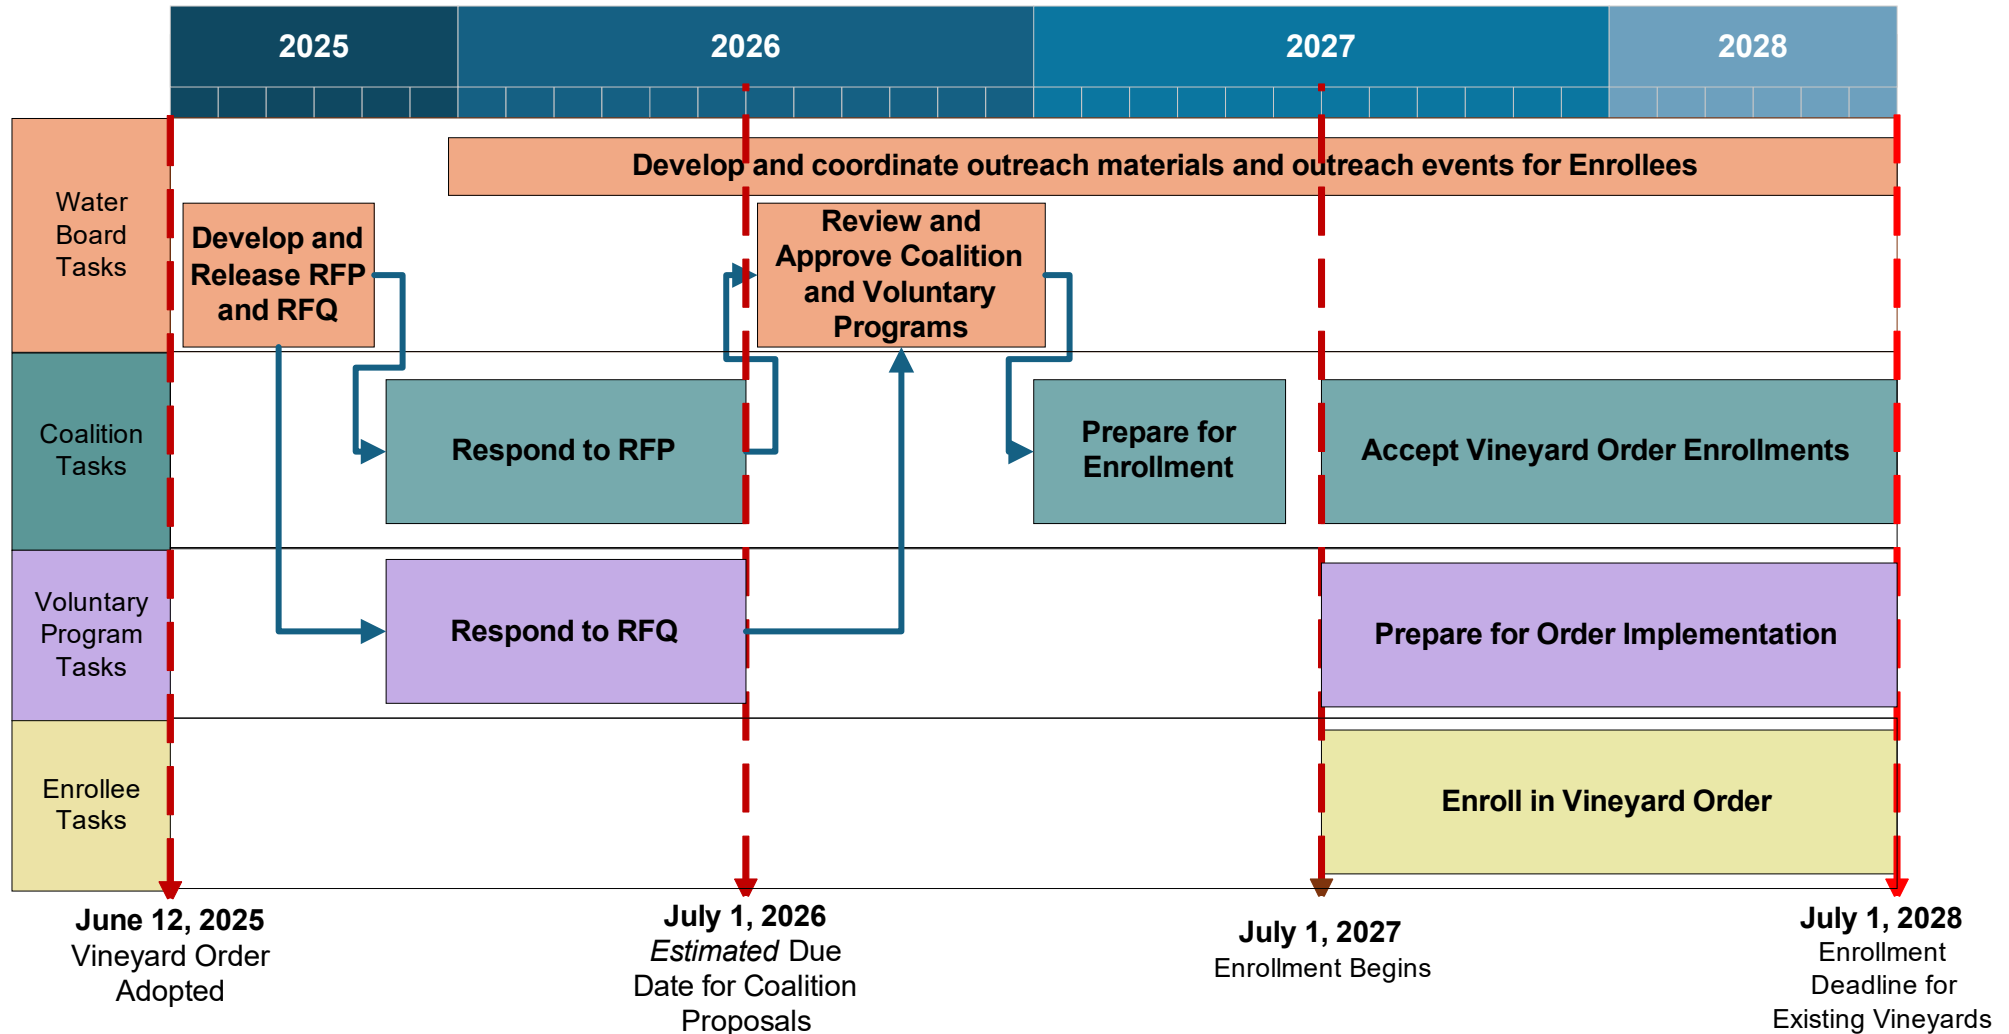 2025
2026
2027
2028
Water
Board
Tasks
Develop and coordinate outreach materials and outreach events for Enrollees
Develop and
Release RFP
and RFQ
Review and
Approve Coalition
and Voluntary
Programs
Coalition
Tasks
Respond to RFP
Prepare for
Enrollment
Accept Vineyard Order Enrollments
Voluntary
Program
Tasks
Respond to RFQ
Prepare for Order Implementation
Enrollee
Tasks
Enroll in Vineyard Order
June 12, 2025
Vineyard Order
Adopted
July 1, 2026
Estimated Due
Date for Coalition
Proposals
July 1, 2027
Enrollment Begins
July 1, 2028
Enrollment
Deadline for
Existing Vineyards